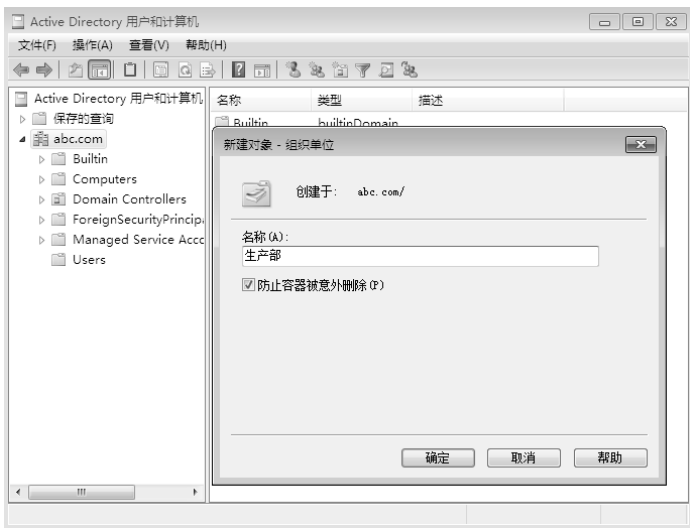 Active Directory 用户和计算机
文件(F) 操作(A) 查看(V) 帮助(H)
Active Directory 用户和计算机
保存的查询
abc.com
Builtin
Computers
Domain Controllers
ForeignSecurityPrincip
Managed Service Acc
Users
名称 类型 描述
Builtin builtinDomain
新建对象 - 组织单位
创建于: abc.com/
名称(A):
生产部
防止容器被意外删除(P)
确定 取消 帮助